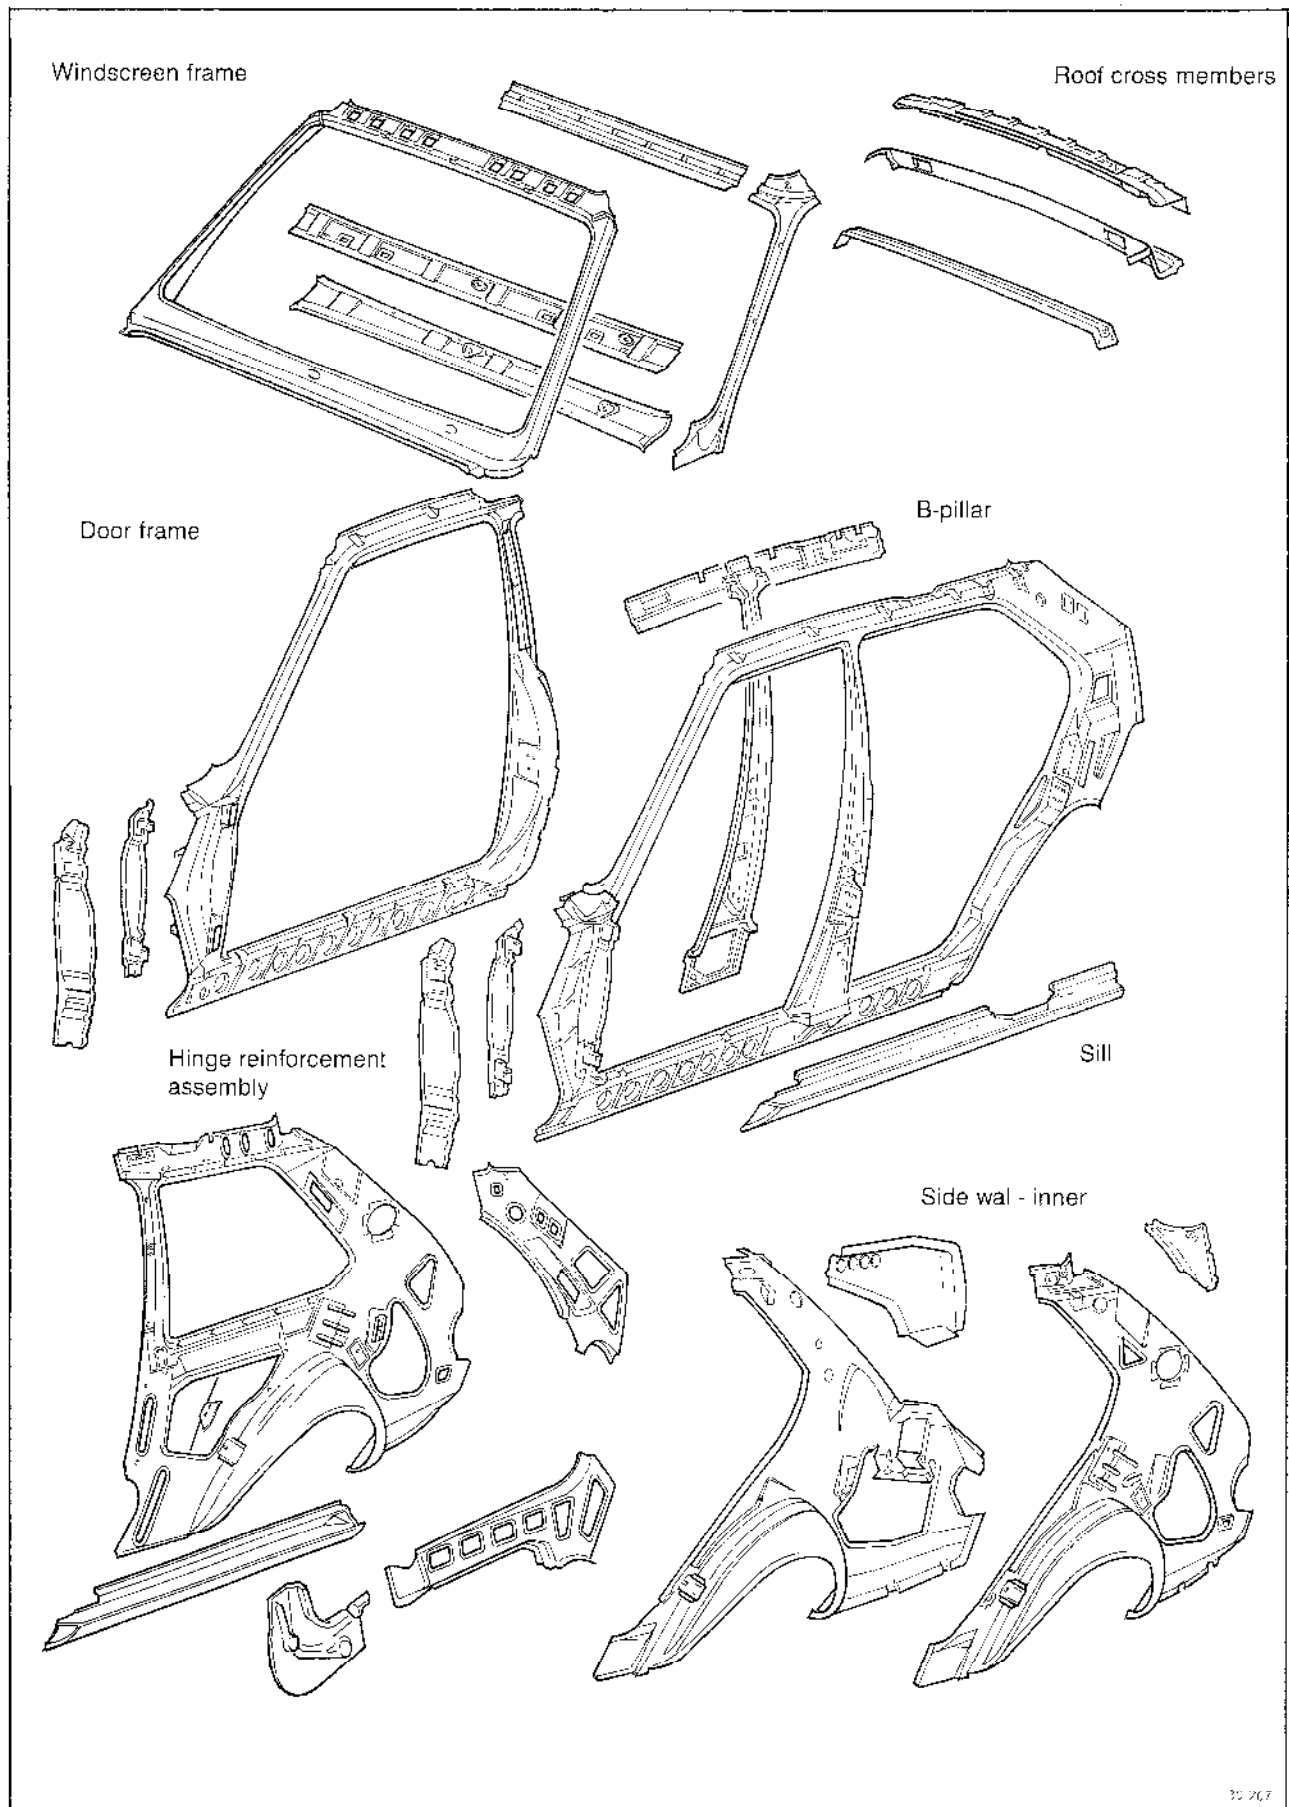 Windscreen frame
Roof cross members
Door frame
B-pillar
Hinge reinforcement
assembly
Sill
Side wal - inner